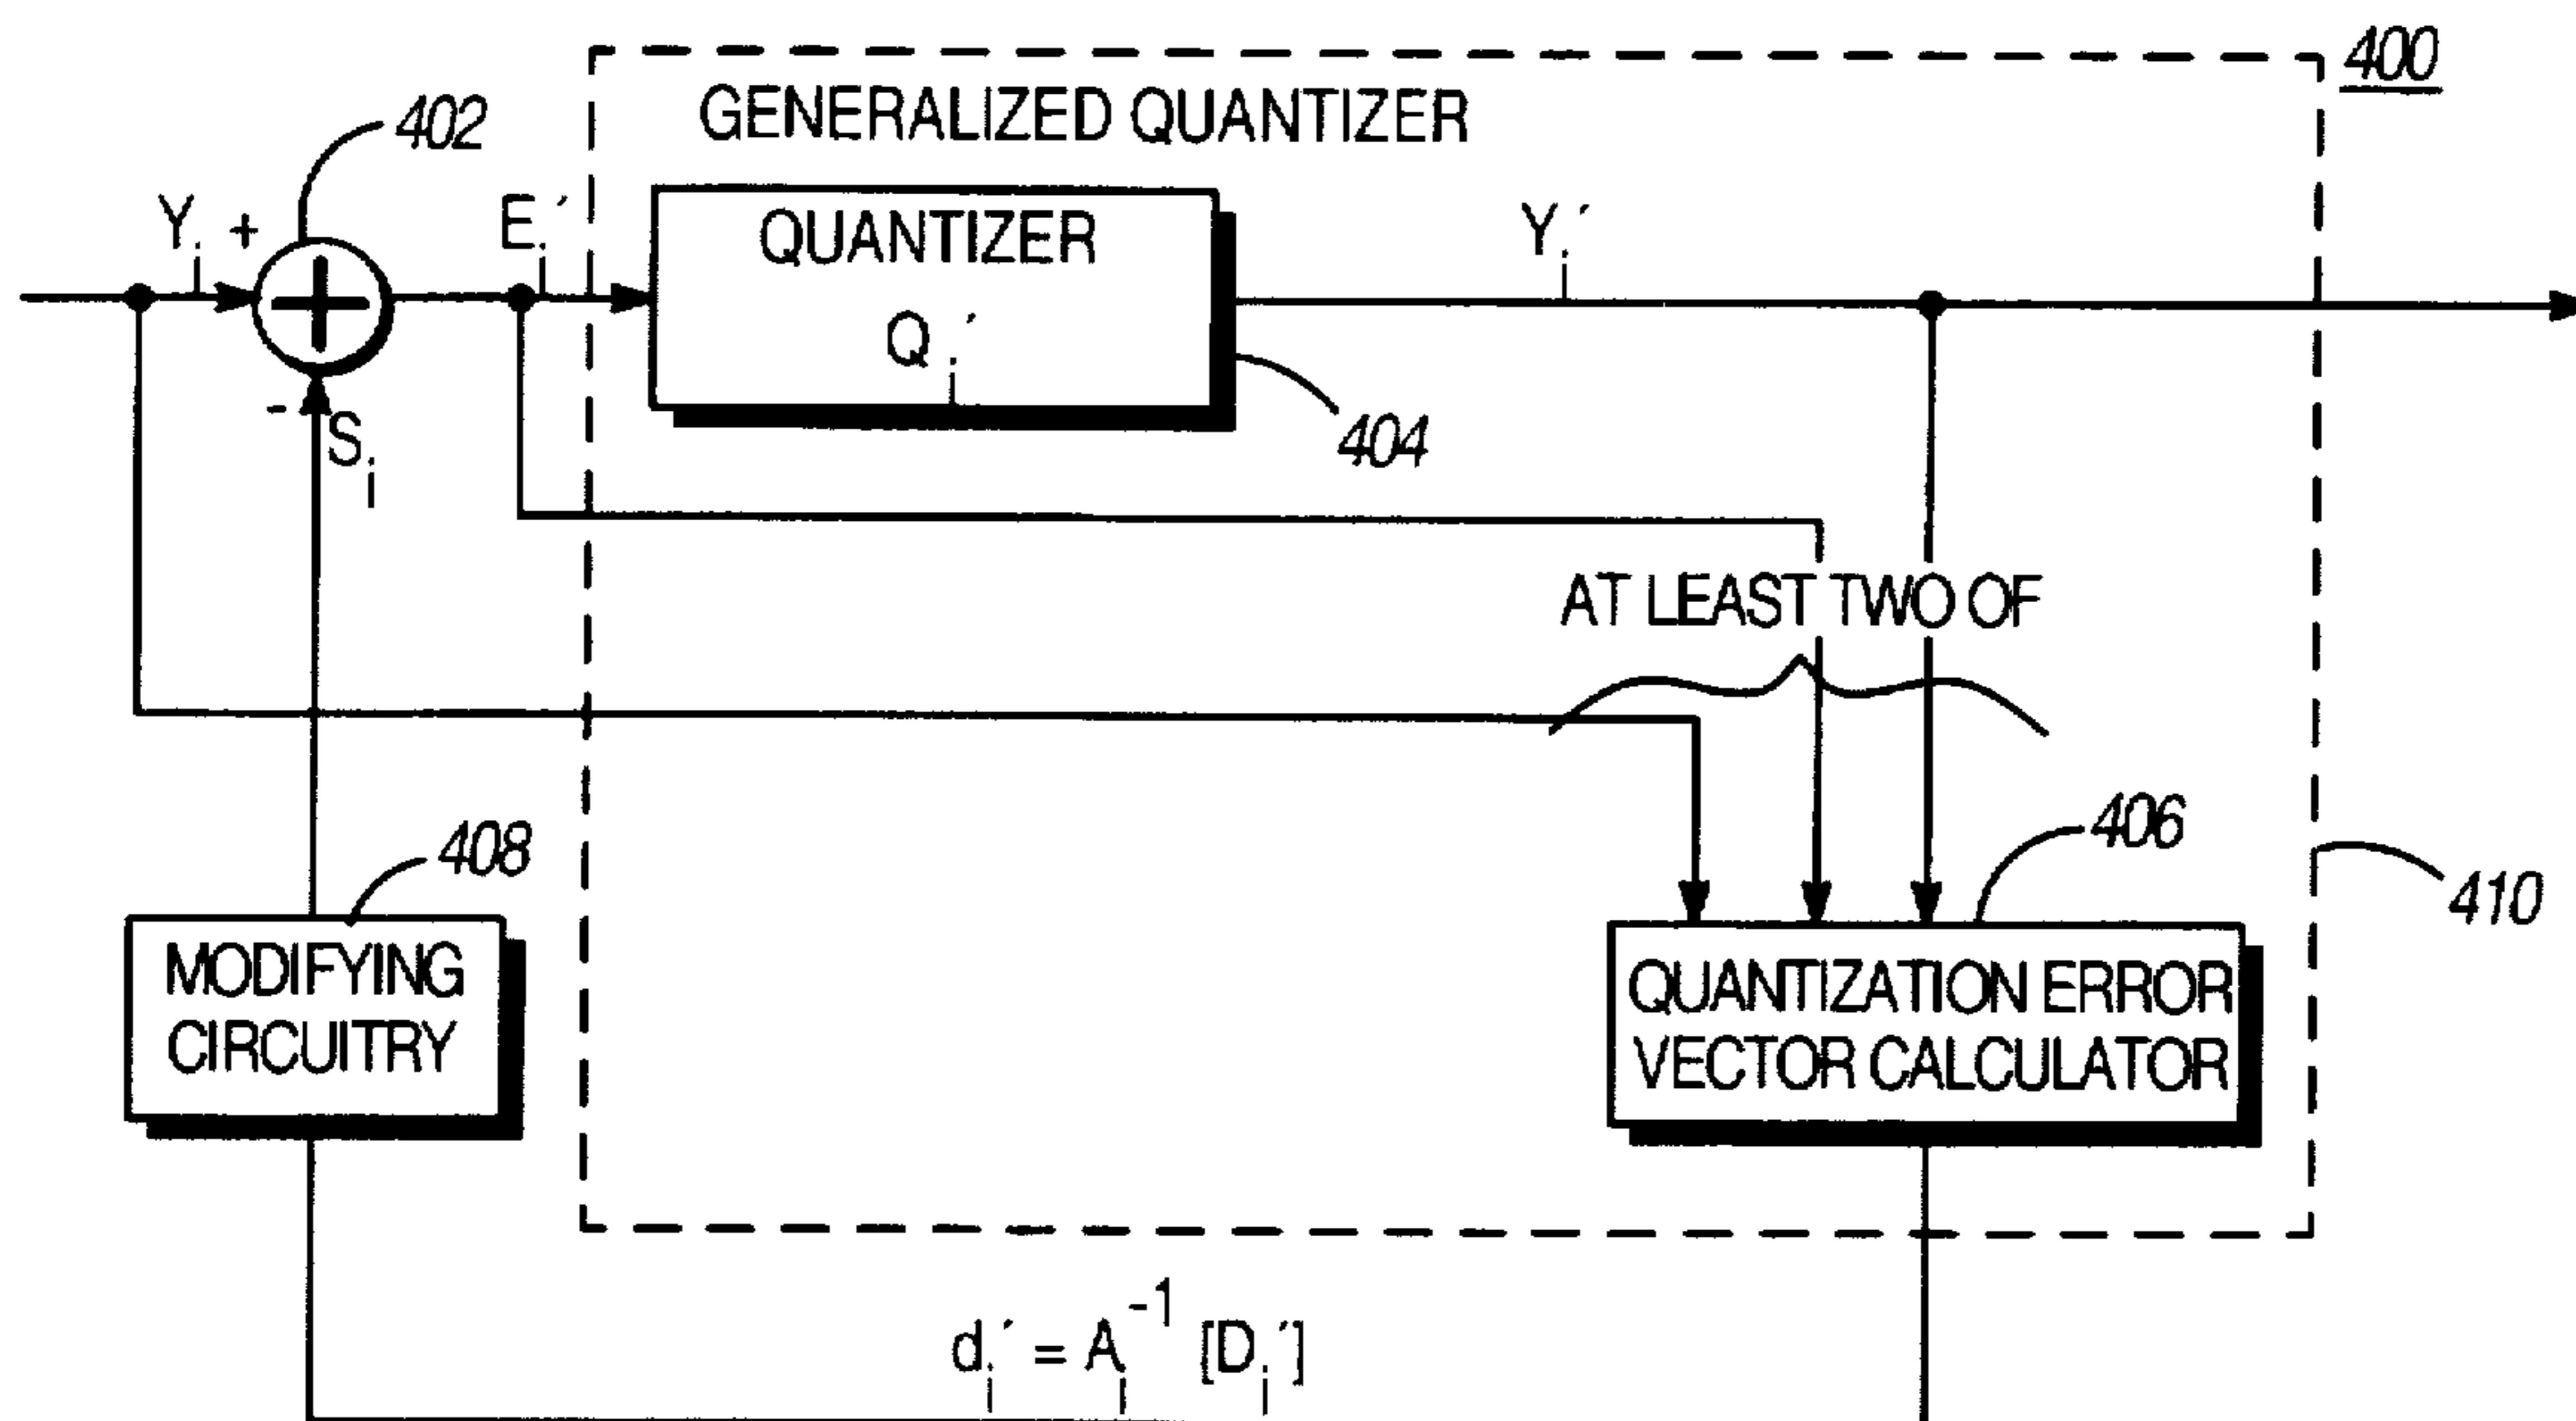 400
GENERALIZED QUANTIZER
402
Y_i +
E_i´
QUANTIZER
Q_i´
Y_i´
-
S_i
404
AT LEAST TWO OF
408
406
410
MODIFYING
CIRCUITRY
QUANTIZATION ERROR
VECTOR CALCULATOR
d_i´ = A_i^-1 [D_i´]